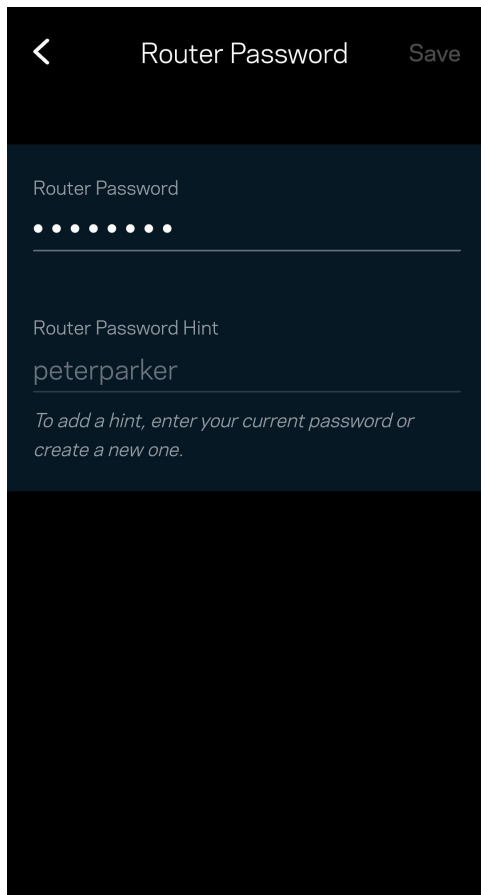 Router Password
Save
Router Password
••••••••
Router Password Hint
peterparker
To add a hint, enter your current password or
create a new one.